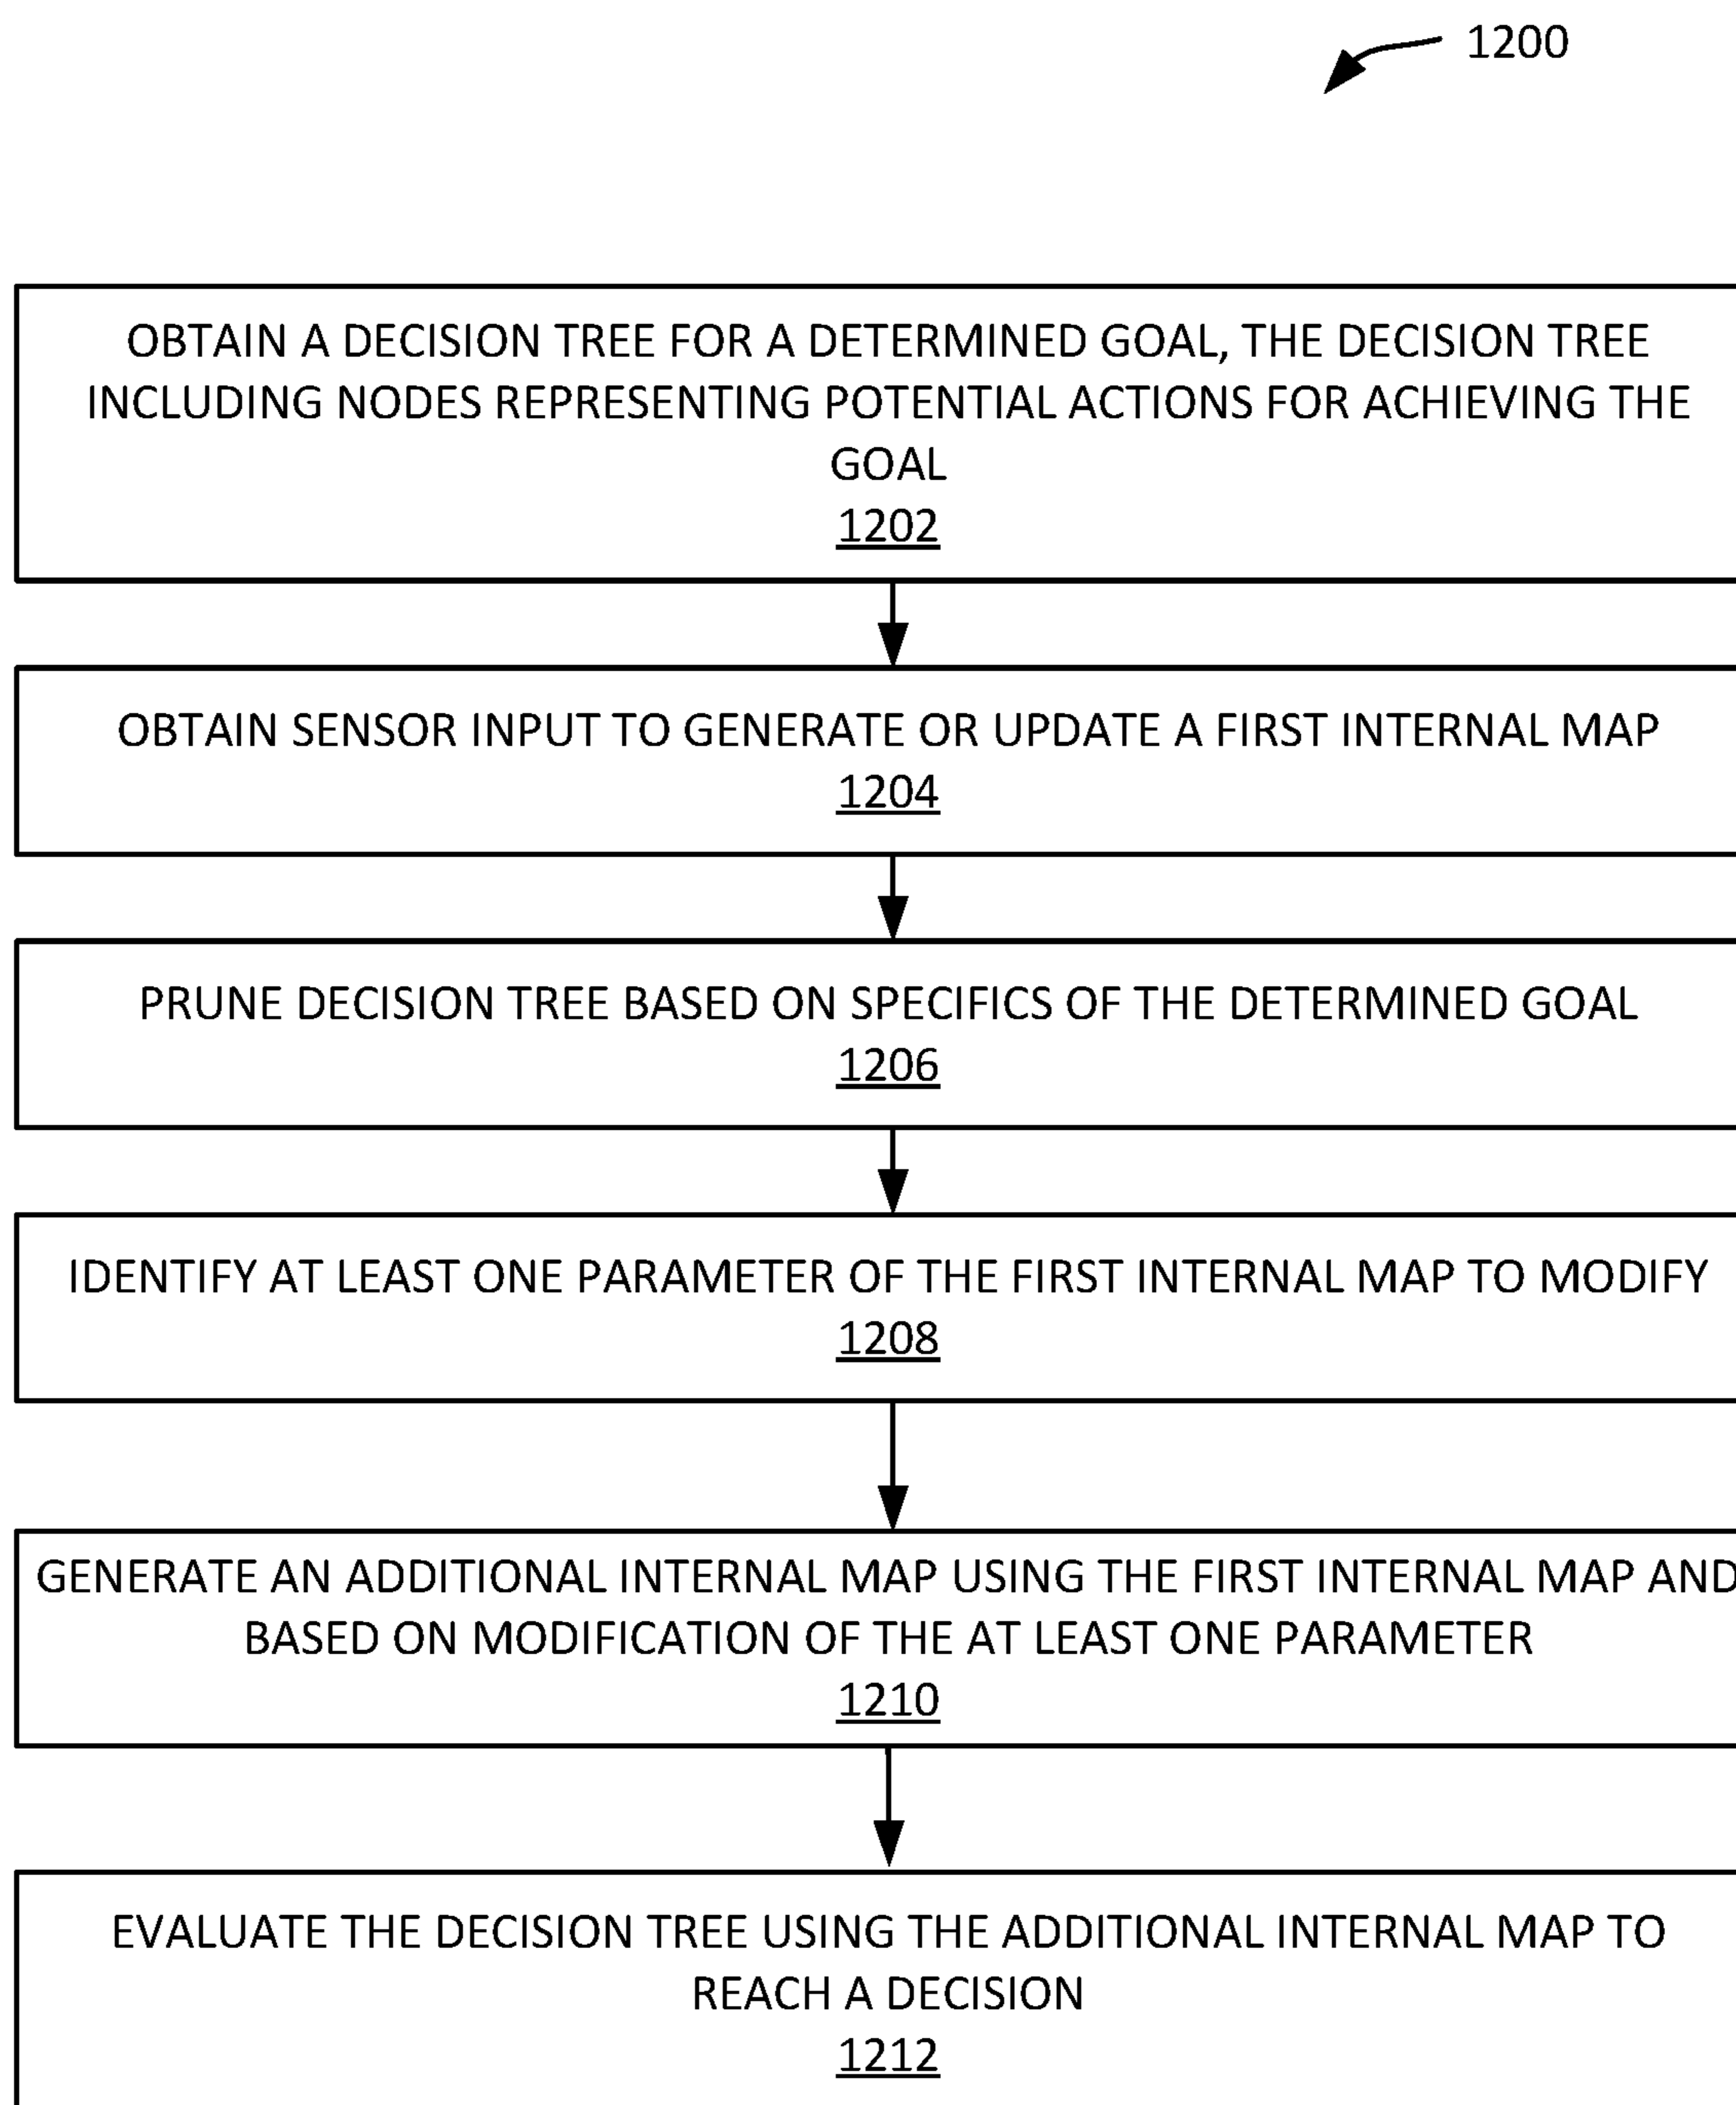 1200
OBTAIN A DECISION TREE FOR A DETERMINED GOAL, THE DECISION TREE
INCLUDING NODES REPRESENTING POTENTIAL ACTIONS FOR ACHIEVING THE
GOAL
1202
OBTAIN SENSOR INPUT TO GENERATE OR UPDATE A FIRST INTERNAL MAP
1204
PRUNE DECISION TREE BASED ON SPECIFICS OF THE DETERMINED GOAL
1206
IDENTIFY AT LEAST ONE PARAMETER OF THE FIRST INTERNAL MAP TO MODIFY
1208
GENERATE AN ADDITIONAL INTERNAL MAP USING THE FIRST INTERNAL MAP AND
BASED ON MODIFICATION OF THE AT LEAST ONE PARAMETER
1210
EVALUATE THE DECISION TREE USING THE ADDITIONAL INTERNAL MAP TO
REACH A DECISION
1212